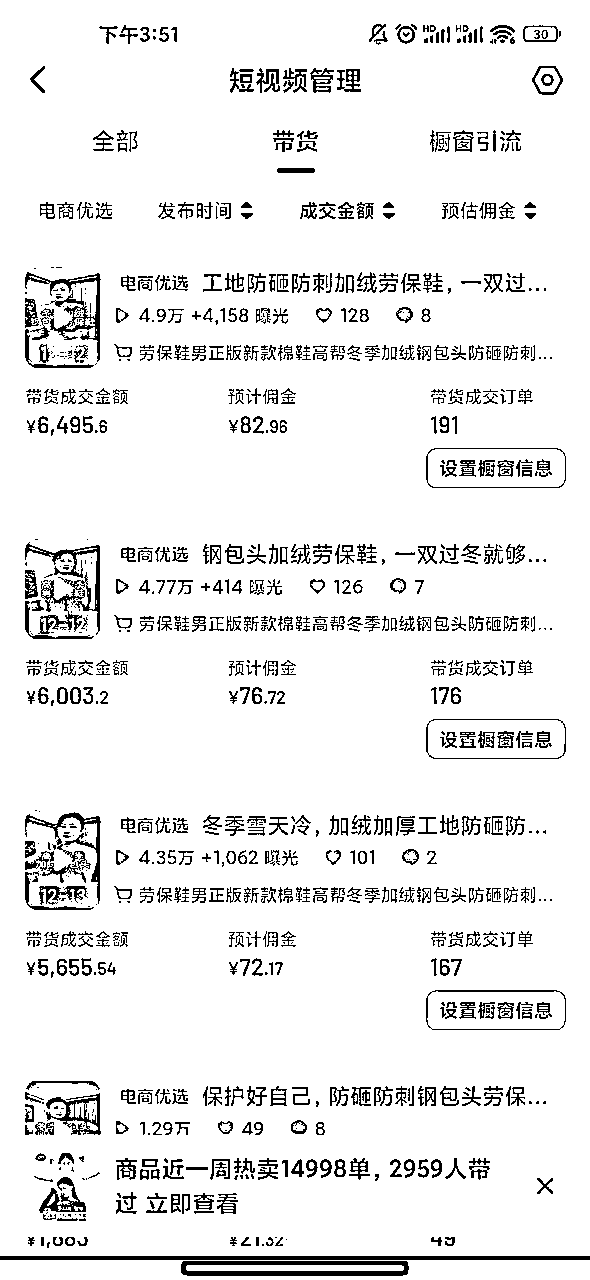 下午3:51
HD HD 30
短视频管理
全部 带货 橱窗引流
电商优选 发布时间 成交金额 预估佣金
电商优选 工地防砸防刺加绒劳保鞋，一双过...
4.9万 +4,158 曝光 128 8
劳保鞋男正版新款棉鞋高帮冬季加绒钢包头防砸防刺...
带货成交金额 预计佣金 带货成交订单
¥6,495.6 ¥82.96 191
设置橱窗信息
电商优选 钢包头加绒劳保鞋，一双过冬就够...
4.77万 +414 曝光 126 7
12-12
劳保鞋男正版新款棉鞋高帮冬季加绒钢包头防砸防刺...
带货成交金额 预计佣金 带货成交订单
¥6,003.2 ¥76.72 176
设置橱窗信息
电商优选 冬季雪天冷，加绒加厚工地防砸防...
4.35万 +1,062 曝光 101 2
12-13
劳保鞋男正版新款棉鞋高帮冬季加绒钢包头防砸防刺...
带货成交金额 预计佣金 带货成交订单
¥5,655.54 ¥72.17 167
设置橱窗信息
电商优选 保护好自己，防砸防刺钢包头劳保...
1.29万 49 8
商品近一周热卖14998单，2959人带
过 立即查看